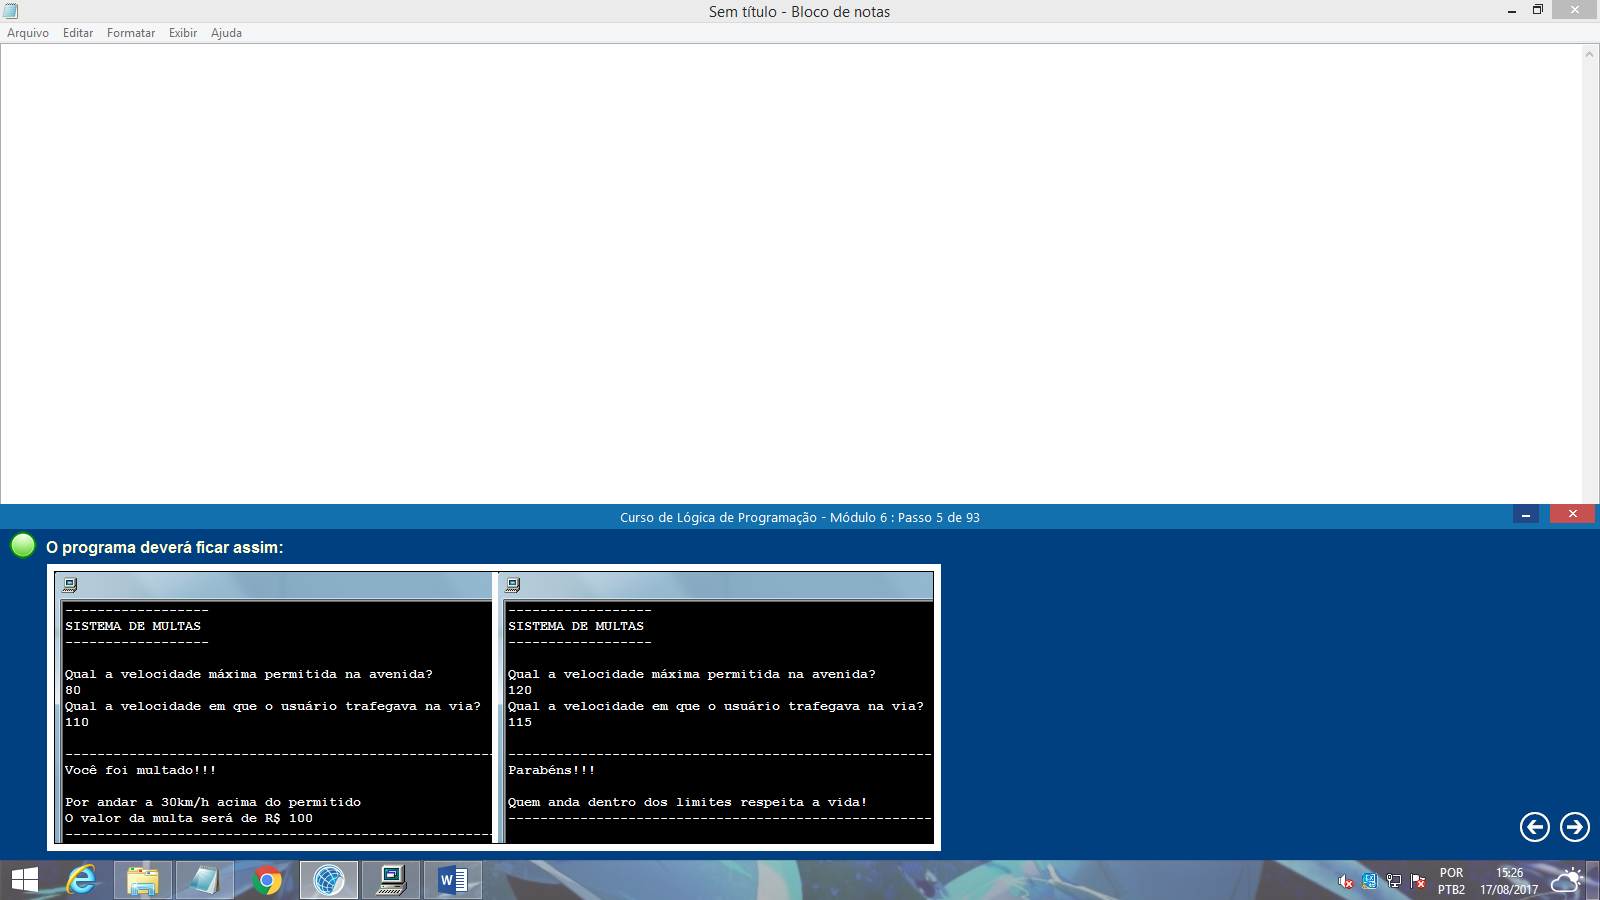 Sem título - Bloco de notas
Arquivo Editar Formatar Exibir Ajuda
Curso de Lógica de Programação - Módulo 6 : Passo 5 de 93
O programa deverá ficar assim:
------------------
SISTEMA DE MULTAS
------------------
Qual a velocidade máxima permitida na avenida?
80
Qual a velocidade em que o usuário trafegava na via?
110
------------------------------------------------------
Você foi multado!!!
Por andar a 30km/h acima do permitido
O valor da multa será de R$ 100
------------------------------------------------------
------------------
SISTEMA DE MULTAS
------------------
Qual a velocidade máxima permitida na avenida?
120
Qual a velocidade em que o usuário trafegava na via?
115
-----------------------------------------------------
Parabéns!!!
Quem anda dentro dos limites respeita a vida!
-----------------------------------------------------
POR
PTB2
15:26
17/08/2017